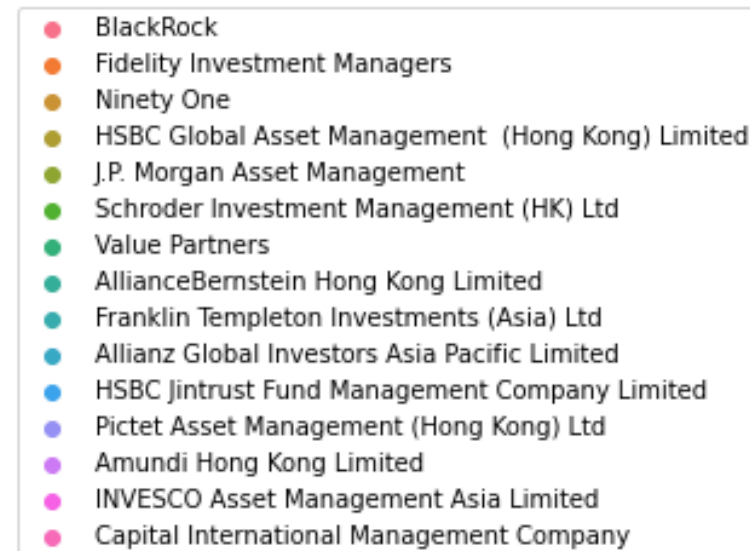 BlackRock
Fidelity Investment Managers
Ninety One
HSBC Global Asset Management  (Hong Kong) Limited
J.P. Morgan Asset Management
Schroder Investment Management (HK) Ltd
Value Partners
AllianceBernstein Hong Kong Limited
Franklin Templeton Investments (Asia) Ltd
Allianz Global Investors Asia Pacific Limited
HSBC Jintrust Fund Management Company Limited
Pictet Asset Management (Hong Kong) Ltd
Amundi Hong Kong Limited
INVESCO Asset Management Asia Limited
Capital International Management Company